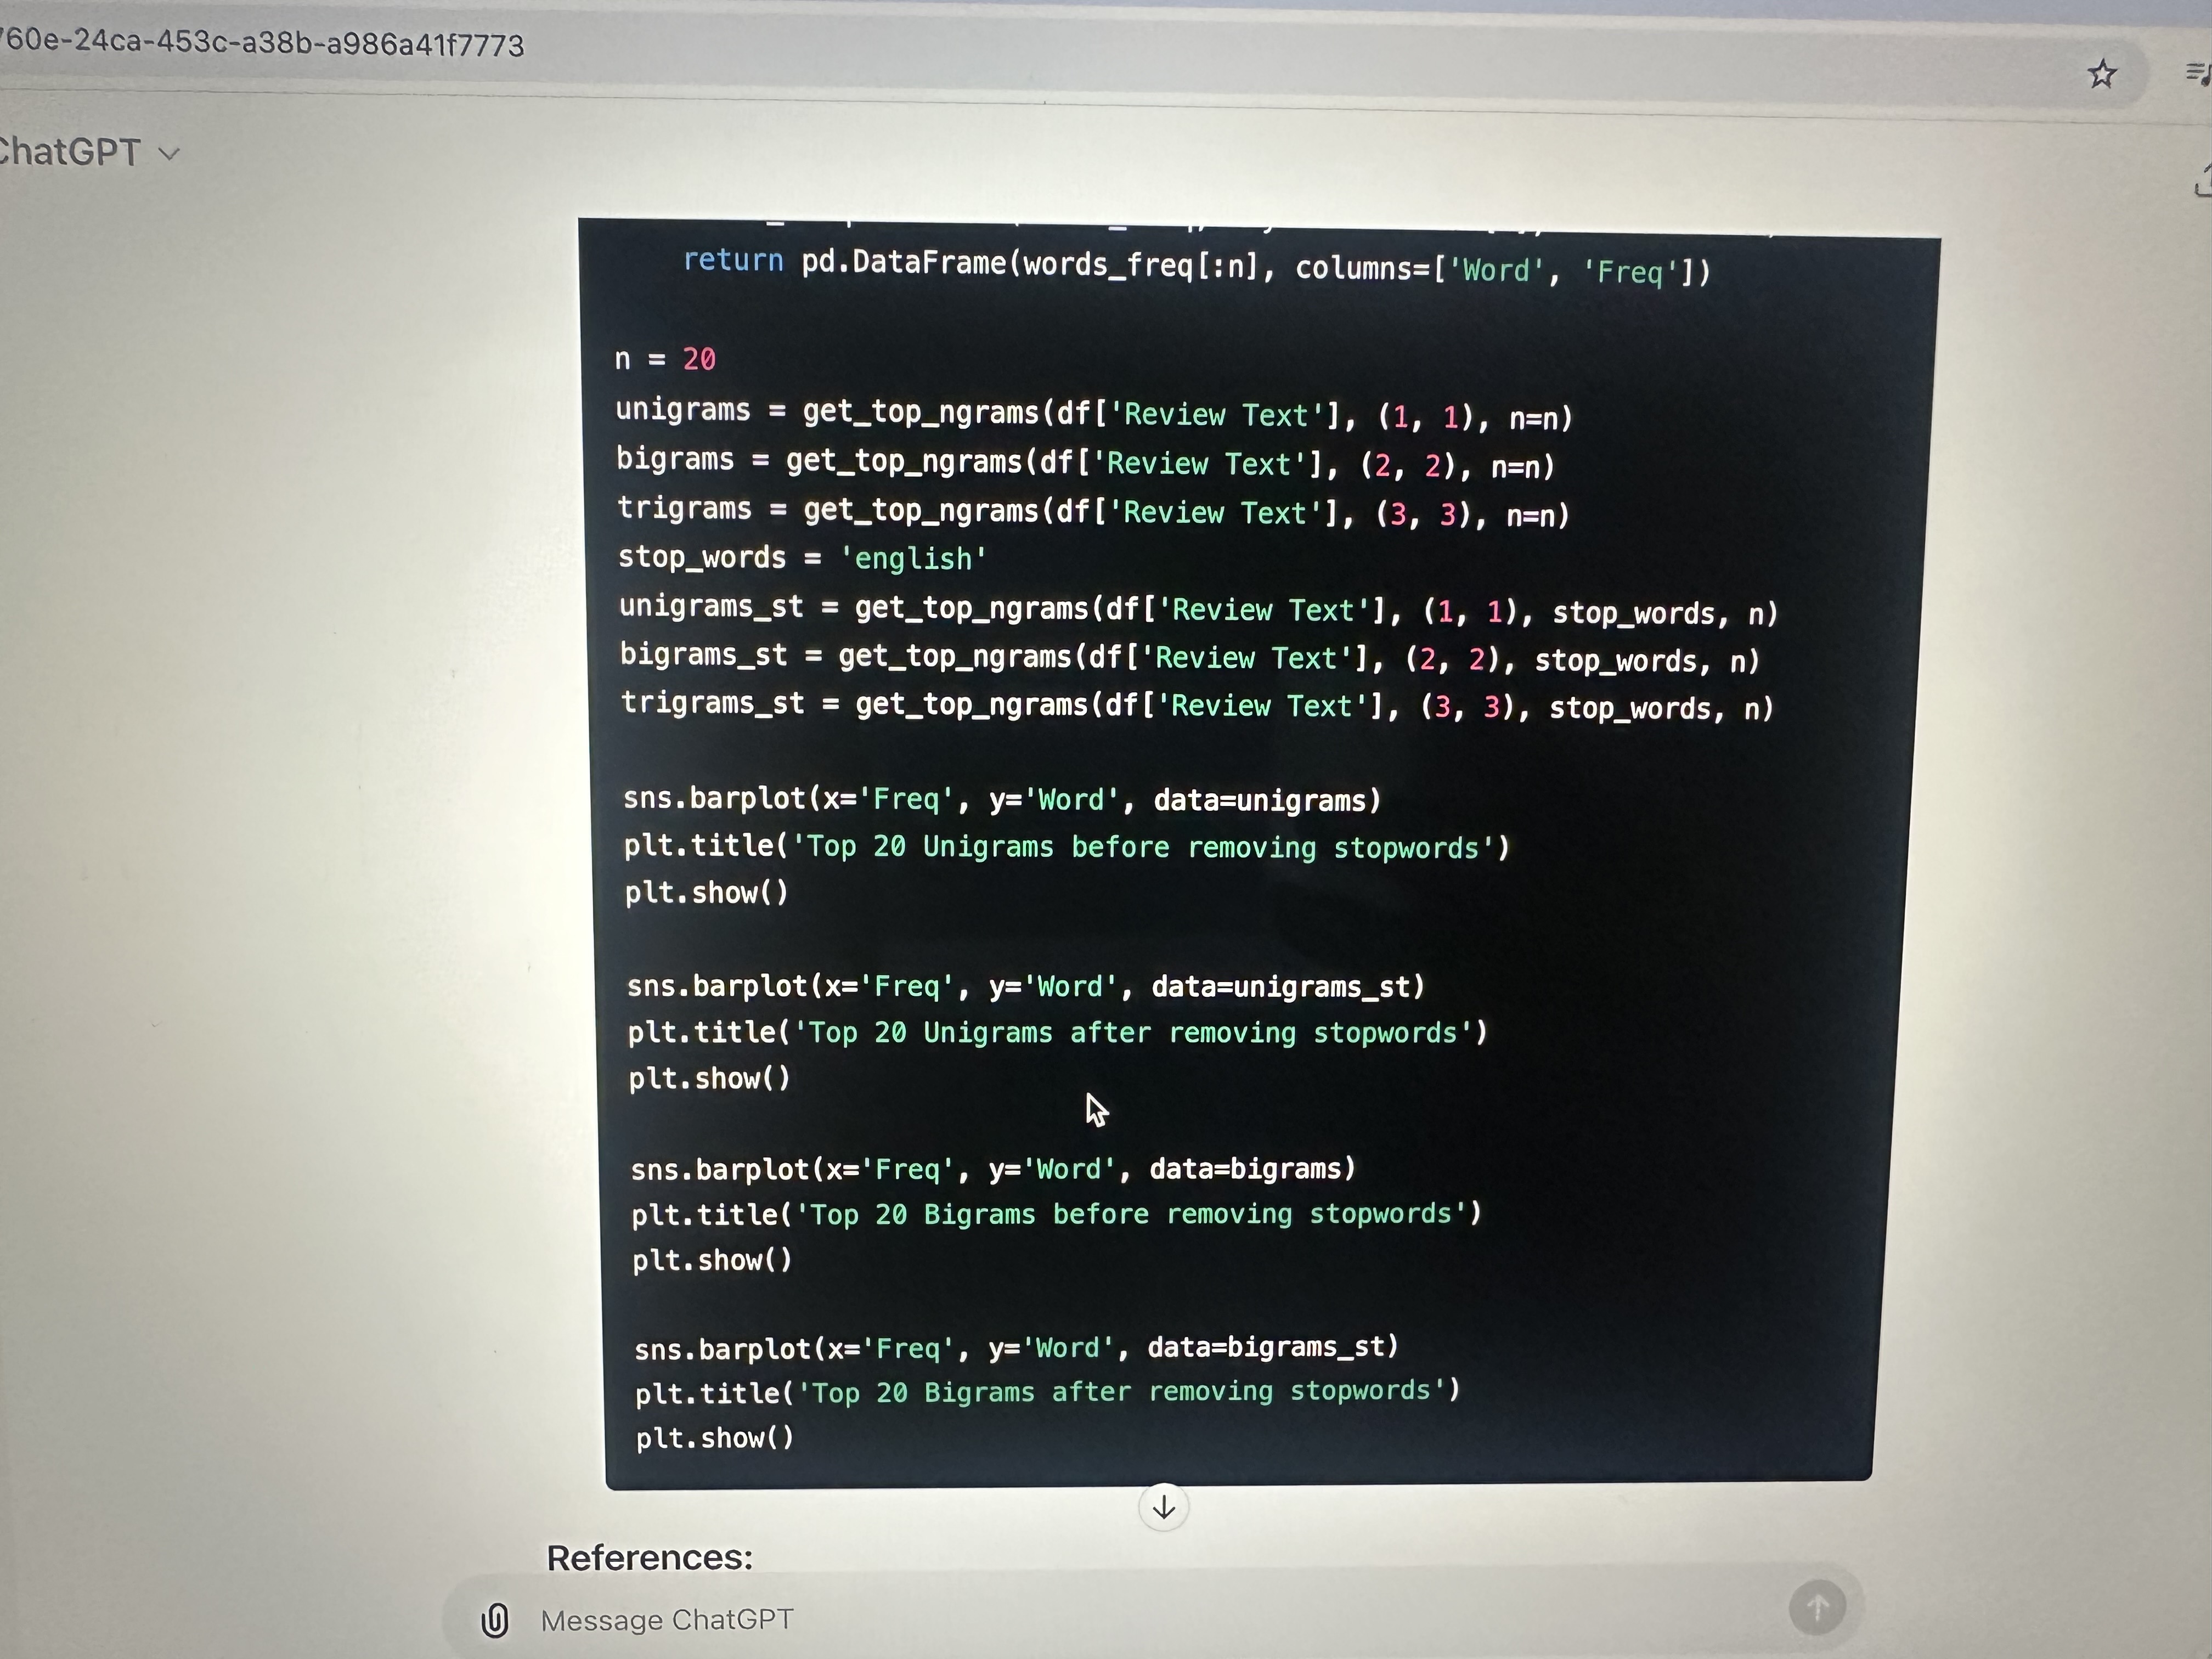 760e-24ca-453c-a38b-a986a41f7773
ChatGPT
    return pd.DataFrame(words_freq[:n], columns=['Word', 'Freq'])

n = 20
unigrams = get_top_ngrams(df['Review Text'], (1, 1), n=n)
bigrams = get_top_ngrams(df['Review Text'], (2, 2), n=n)
trigrams = get_top_ngrams(df['Review Text'], (3, 3), n=n)
stop_words = 'english'
unigrams_st = get_top_ngrams(df['Review Text'], (1, 1), stop_words, n)
bigrams_st = get_top_ngrams(df['Review Text'], (2, 2), stop_words, n)
trigrams_st = get_top_ngrams(df['Review Text'], (3, 3), stop_words, n)

sns.barplot(x='Freq', y='Word', data=unigrams)
plt.title('Top 20 Unigrams before removing stopwords')
plt.show()

sns.barplot(x='Freq', y='Word', data=unigrams_st)
plt.title('Top 20 Unigrams after removing stopwords')
plt.show()

sns.barplot(x='Freq', y='Word', data=bigrams)
plt.title('Top 20 Bigrams before removing stopwords')
plt.show()

sns.barplot(x='Freq', y='Word', data=bigrams_st)
plt.title('Top 20 Bigrams after removing stopwords')
plt.show()
References:
Message ChatGPT